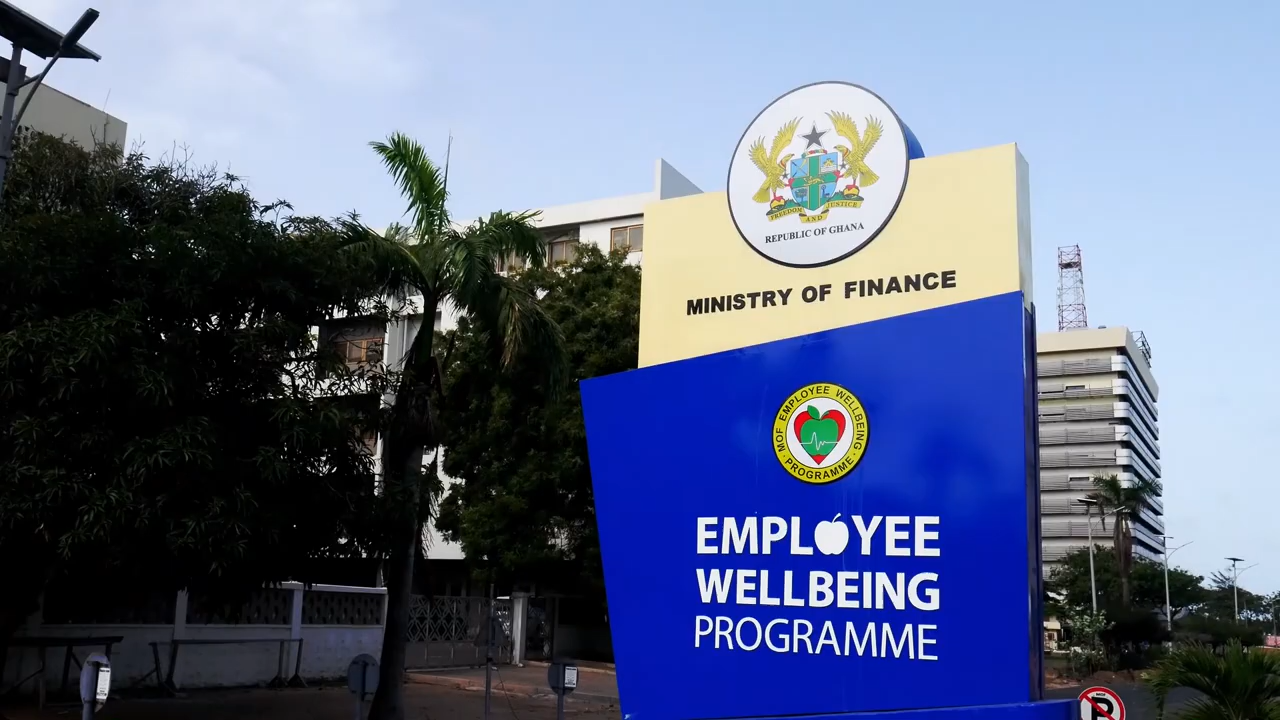 FREEDOM AND JUSTICE
REPUBLIC OF GHANA
MINISTRY OF FINANCE
MOF EMPLOYEE WELLBEING
PROGRAMME
EMPLOYEE
WELLBEING
PROGRAMME